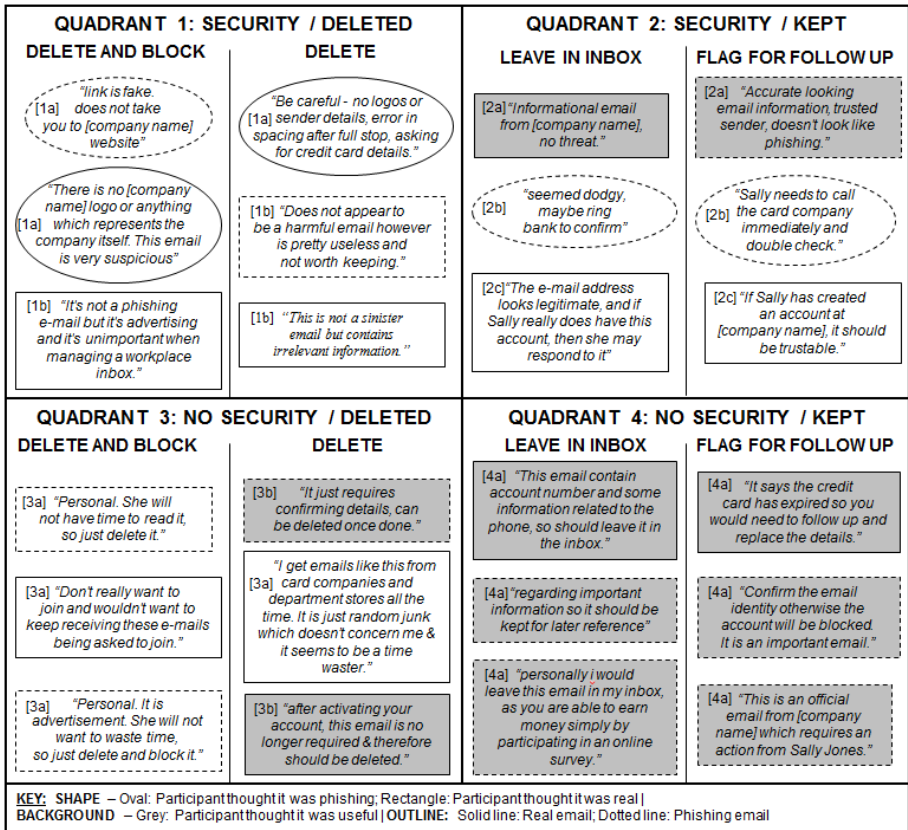 QUADRANT 1: SECURITY / DELETED
DELETE AND BLOCK
[1a]
“link is fake.
does not take
you to [company name]
website”
[1a]
“There is no [company
name] logo or anything
which represents the
company itself. This email
is very suspicious”
[1b] “It’s not a phishing
e-mail but it’s advertising
and it’s unimportant when
managing a workplace
inbox.”
DELETE
[1a]
“Be careful - no logos or
sender details, error in
spacing after full stop, asking
for credit card details.”
[1b] “Does not appear to
be a harmful email however
is pretty useless and
not worth keeping.”
[1b] “This is not a sinister
email but contains
irrelevant information.”
QUADRANT 2: SECURITY / KEPT
LEAVE IN INBOX
[2a] “Informational email
from [company name],
no threat.”
[2b]
“seemed dodgy,
maybe ring
bank to confirm”
[2c] “The e-mail address
looks legitimate, and if
Sally really does have this
account, then she may
respond to it”
FLAG FOR FOLLOW UP
[2a] “Accurate looking
email information, trusted
sender, doesn’t look like
phishing.”
[2b]
“Sally needs to call
the card company
immediately and
double check.”
[2c] “If Sally has created
an account at
[company name], it should
be trustable.”
QUADRANT 3: NO SECURITY / DELETED
DELETE AND BLOCK
[3a] “Personal. She will
not have time to read it,
so just delete it.”
[3a] “Don’t really want to
join and wouldn’t want to
keep receiving these e-mails
being asked to join.”
[3a] “Personal. It is
advertisement. She will not
want to waste time,
so just delete and block it.”
DELETE
[3b] “It just requires
confirming details, can
be deleted once done.”
[3a]
“I get emails like this from
card companies and
department stores all the
time. It is just random junk
which doesn’t concern me &
it seems to be a time
waster.”
[3b] “after activating your
account, this email is no
longer required & therefore
should be deleted.”
QUADRANT 4: NO SECURITY / KEPT
LEAVE IN INBOX
[4a] “This email contain
account number and some
information related to the
phone, so should leave it in
the inbox.”
[4a] “regarding important
information so it should be
kept for later reference”
[4a] “personally i would
leave this email in my inbox,
as you are able to earn
money simply by
participating in an online
survey.”
FLAG FOR FOLLOW UP
[4a] “It says the credit
card has expired so you
would need to follow up and
replace the details.”
[4a] “Confirm the email
identity otherwise the
account will be blocked.
It is an important email.”
[4a] “This is an official
email from [company
name] which requires an
action from Sally Jones.”
KEY: SHAPE – Oval: Participant thought it was phishing; Rectangle: Participant thought it was real |
BACKGROUND – Grey: Participant thought it was useful | OUTLINE: Solid line: Real email; Dotted line: Phishing email